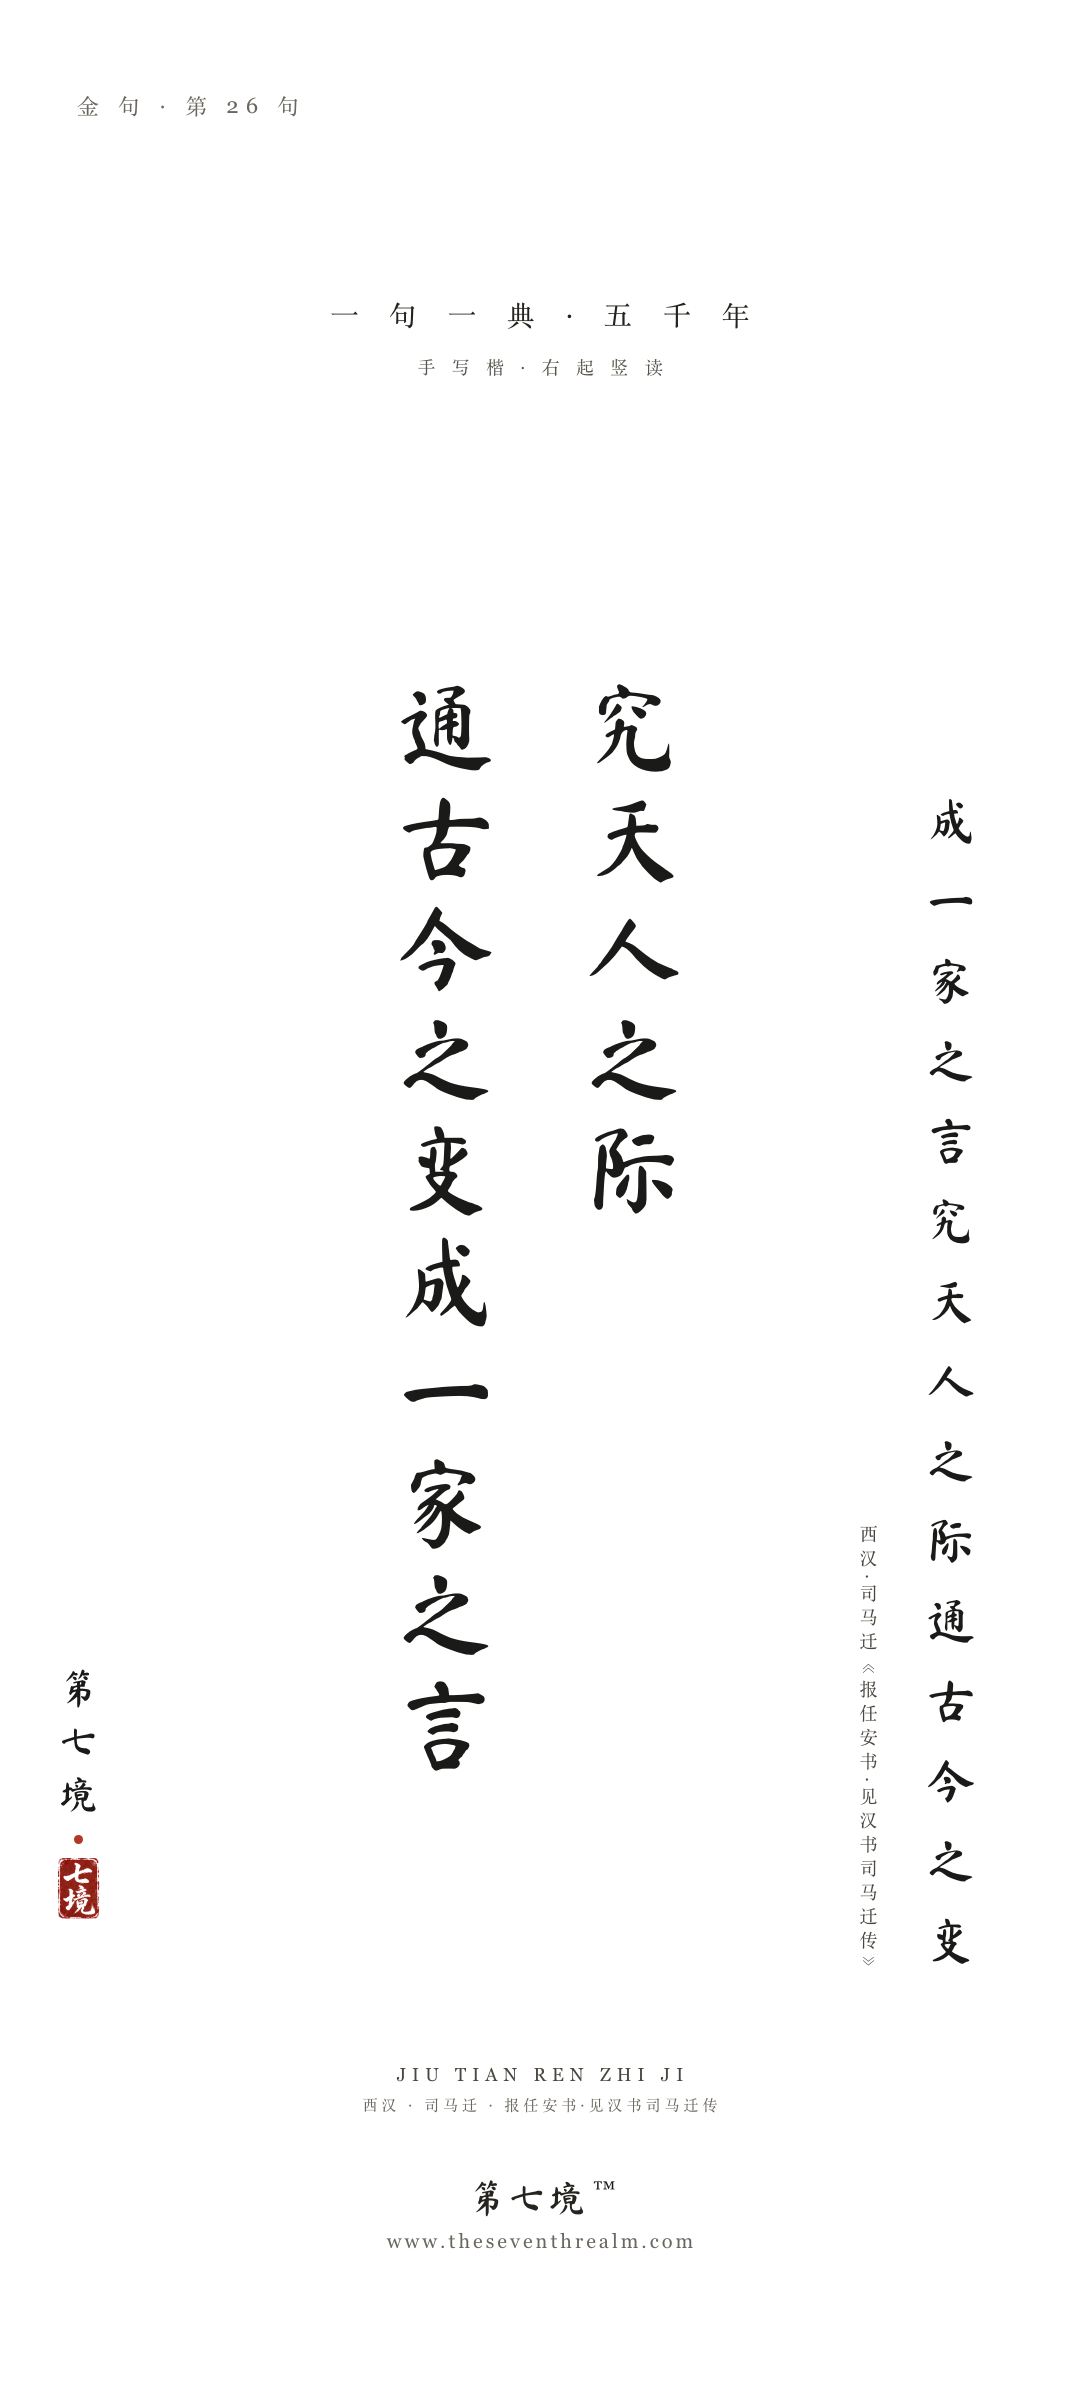 金句·第26句
一句一典·五千年
手写楷·右起竖读
成一家之言究天人之际通古今之变
西汉·司马迁《报任安书·见汉书司马迁传》
究天人之际
通古今之变成一家之言
第七境
七境
JIU TIAN REN ZHI JI
西汉 · 司马迁 · 报任安书·见汉书司马迁传
第七境™
www.theseventhrealm.com